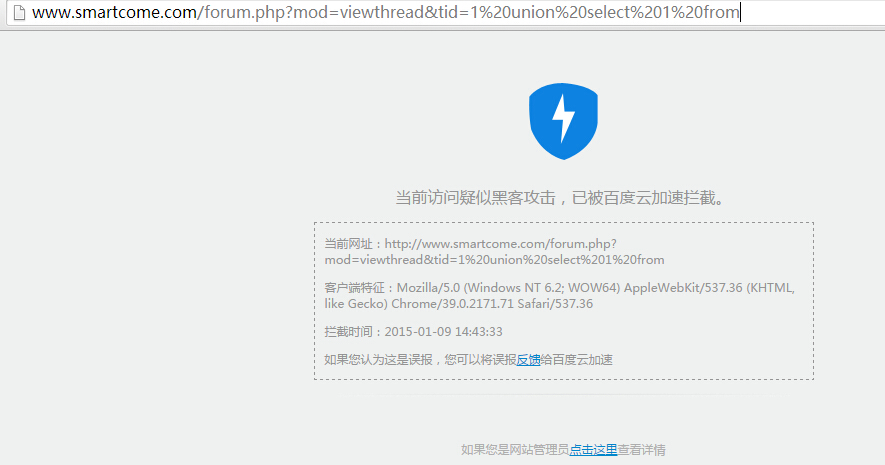 www.smartcome.com/forum.php?mod=viewthread&tid=1%20union%20select%201%20from
当前访问疑似黑客攻击，已被百度云加速拦截。
当前网址：http://www.smartcome.com/forum.php?
mod=viewthread&tid=1%20union%20select%201%20from
客户端特征：Mozilla/5.0 (Windows NT 6.2; WOW64) AppleWebKit/537.36 (KHTML,
like Gecko) Chrome/39.0.2171.71 Safari/537.36
拦截时间：2015-01-09 14:43:33
如果您认为这是误报，您可以将误报反馈给百度云加速
如果您是网站管理员点击这里查看详情